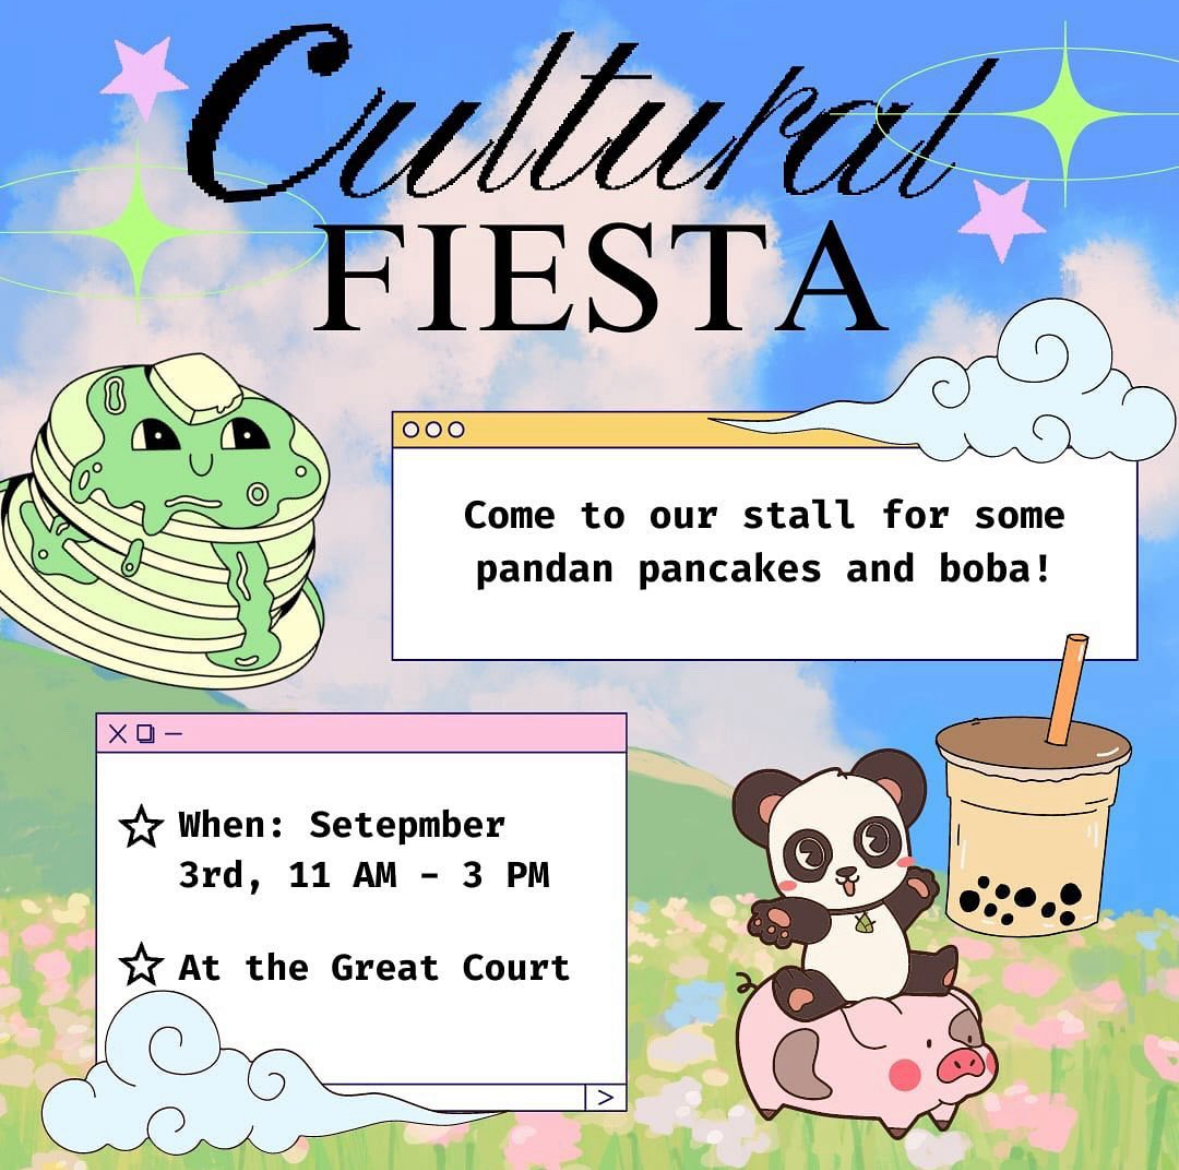 Cultural
FIESTA
Come to our stall for some
pandan pancakes and boba!
When: Setepmber
3rd, 11 AM – 3 PM
At the Great Court